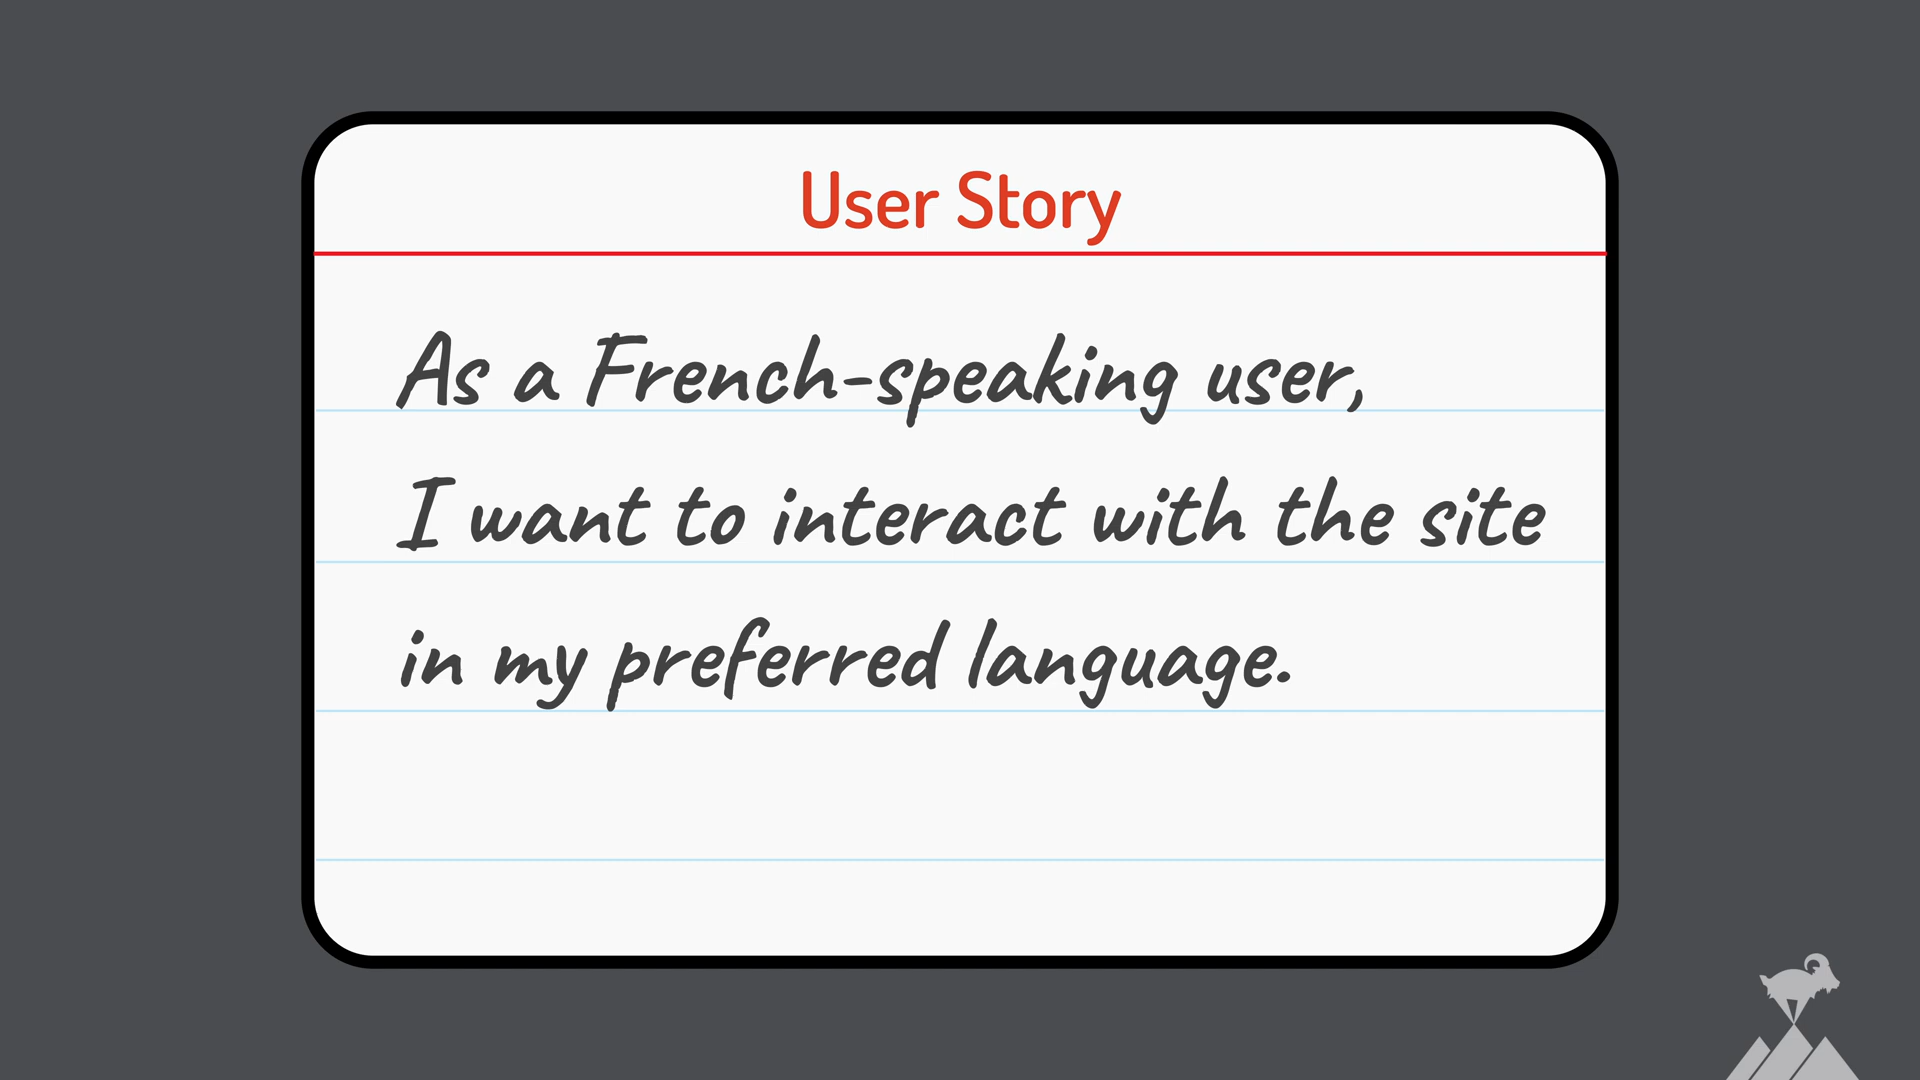 User Story
As a French-speaking user,
I want to interact with the site
in my preferred language.